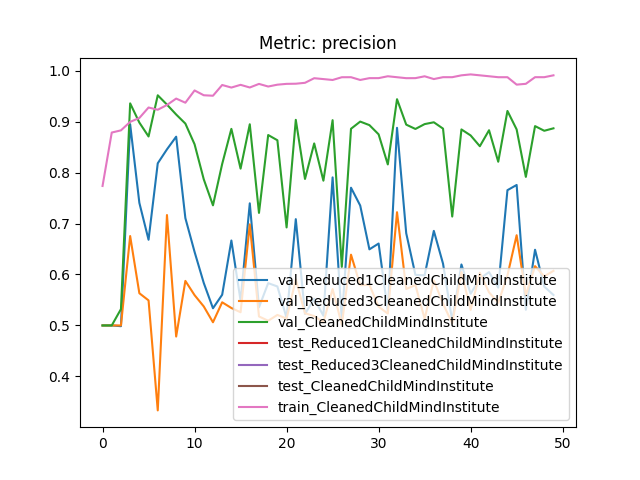 Metric: precision
1.0
0.9
0.8
0.7
0.6
0.5
0.4
0
10
20
30
40
50
val_Reduced1CleanedChildMindInstitute
val_Reduced3CleanedChildMindInstitute
val_CleanedChildMindInstitute
test_Reduced1CleanedChildMindInstitute
test_Reduced3CleanedChildMindInstitute
test_CleanedChildMindInstitute
train_CleanedChildMindInstitute